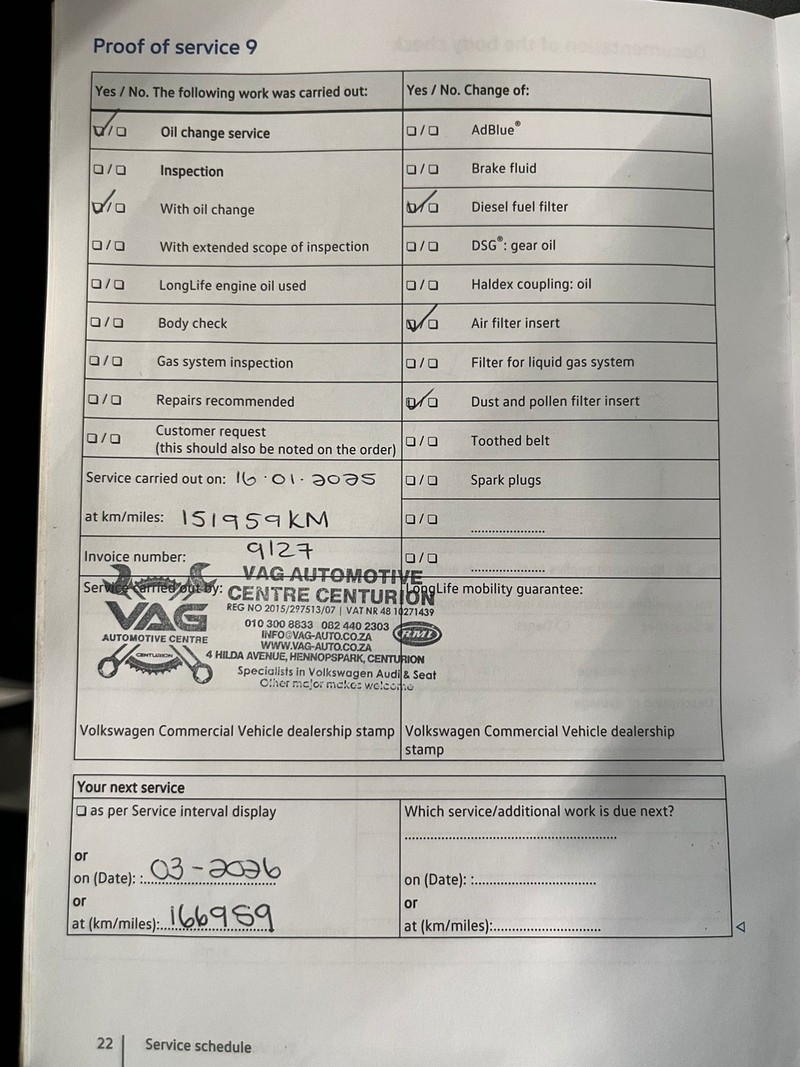 Proof of service 9
Yes / No. The following work was carried out:
Yes / No. Change of:
Oil change service
AdBlue®
Inspection
Brake fluid
With oil change
Diesel fuel filter
With extended scope of inspection
DSG®: gear oil
LongLife engine oil used
Haldex coupling: oil
Body check
Air filter insert
Gas system inspection
Filter for liquid gas system
Repairs recommended
Dust and pollen filter insert
Customer request
(this should also be noted on the order)
Toothed belt
Service carried out on: 16.01.2025
Spark plugs
at km/miles: 151959KM
Invoice number: 9127
Service carried out by:
LongLife mobility guarantee:
VAG AUTOMOTIVE
CENTRE CENTURION
REG NO 2015/297513/07 | VAT NR 48 10271439
010 300 8833 082 440 2303
INFO@VAG-AUTO.CO.ZA
WWW.VAG-AUTO.CO.ZA
4 HILDA AVENUE, HENNOPSPARK, CENTURION
Specialists in Volkswagen Audi & Seat
Other major makes welcome
VAG
AUTOMOTIVE CENTRE
CENTURION
RMI
Volkswagen Commercial Vehicle dealership stamp
Volkswagen Commercial Vehicle dealership
stamp
Your next service
as per Service interval display
Which service/additional work is due next?
or
on (Date): :03-2026
on (Date): :
or
or
at (km/miles):166959
at (km/miles):
22 Service schedule